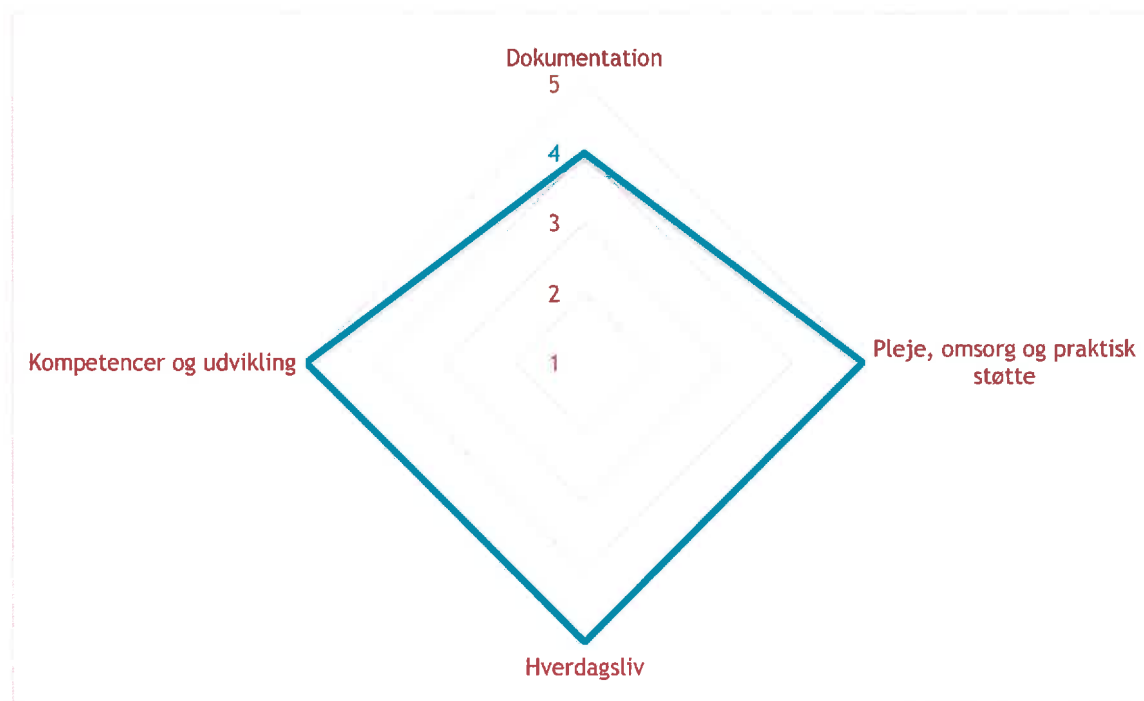 Dokumentation
5
4
3
2
1
Kompetencer og udvikling
Pleje, omsorg og praktisk
støtte
Hverdagsliv